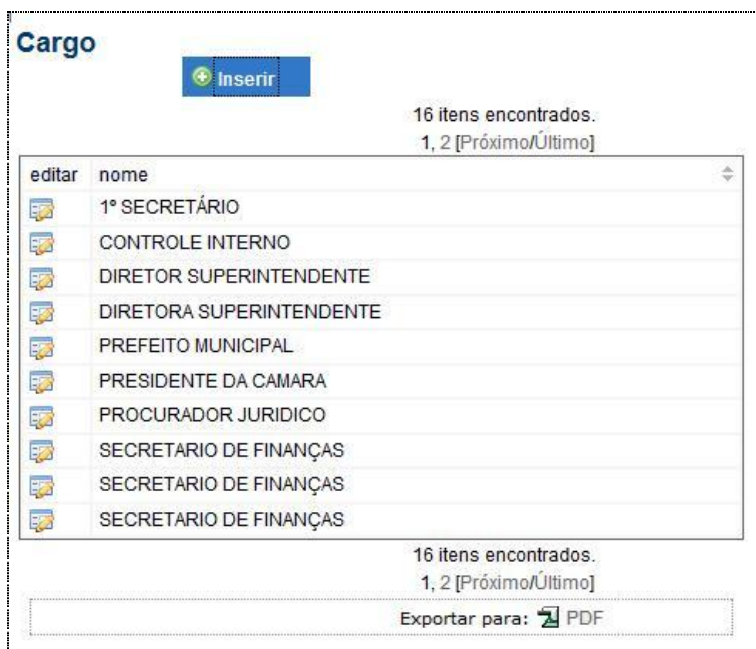 Cargo
Inserir
16 itens encontrados.
1, 2 [Próximo/Último]
editar nome
1º SECRETÁRIO
CONTROLE INTERNO
DIRETOR SUPERINTENDENTE
DIRETORA SUPERINTENDENTE
PREFEITO MUNICIPAL
PRESIDENTE DA CAMARA
PROCURADOR JURIDICO
SECRETARIO DE FINANÇAS
SECRETARIO DE FINANÇAS
SECRETARIO DE FINANÇAS
16 itens encontrados.
1, 2 [Próximo/Último]
Exportar para: PDF